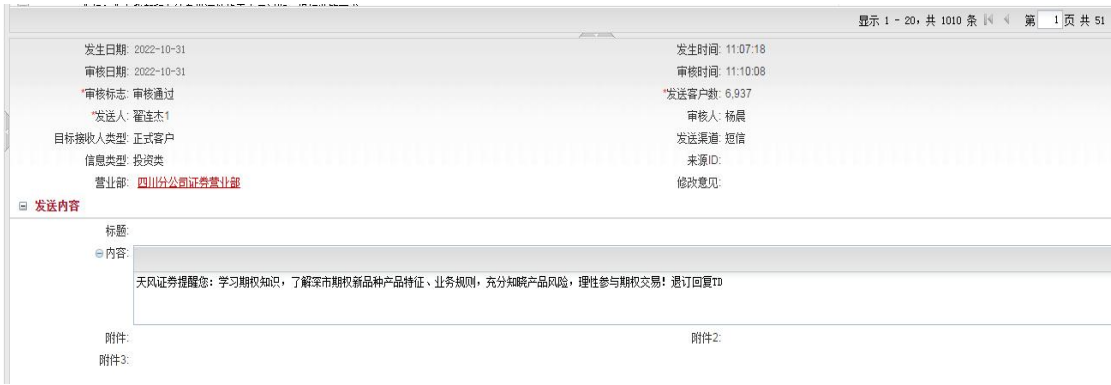 显示 1 - 20，共 1010 条 第 1 页 共 51
发生日期: 2022-10-31 发生时间: 11:07:18
审核日期: 2022-10-31 审核时间: 11:10:08
*审核标志: 审核通过 *发送客户数: 6,937
*发送人: 翟连杰1 审核人: 杨晨
目标接收人类型: 正式客户 发送渠道: 短信
信息类型: 投资类 来源ID:
营业部: 四川分公司证券营业部 修改意见:
发送内容
标题:
内容:
天风证券提醒您：学习期权知识，了解深市期权新品种产品特征、业务规则，充分知晓产品风险，理性参与期权交易！退订回复TD
附件: 附件2:
附件3: